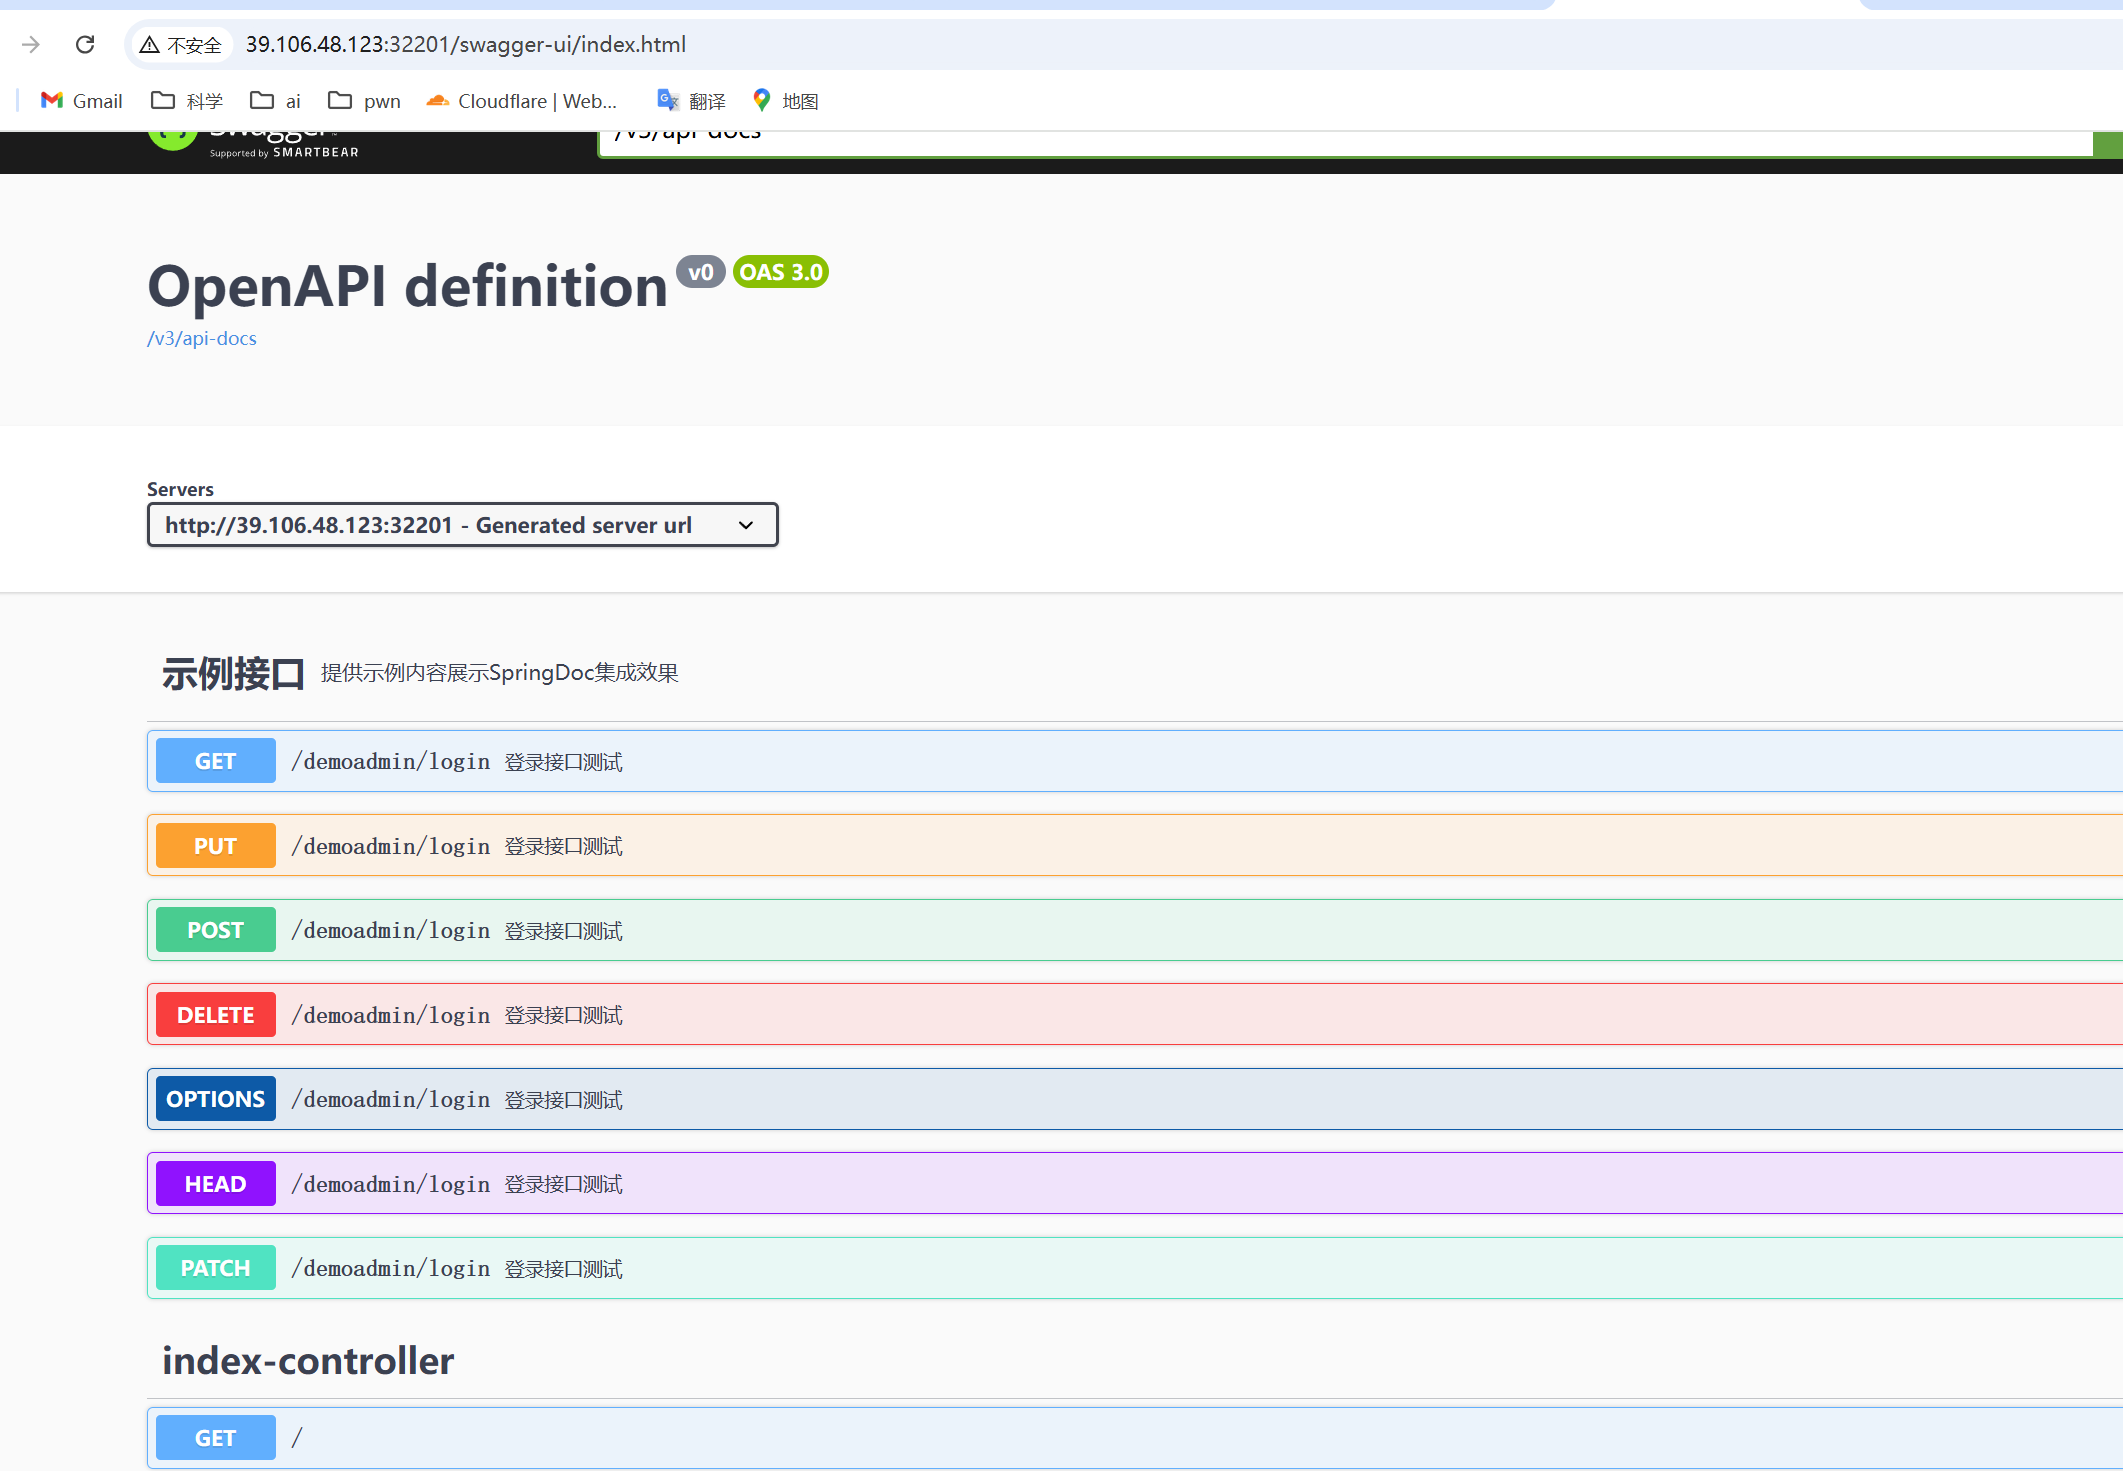 不安全 39.106.48.123:32201/swagger-ui/index.html
Gmail 科学 ai pwn Cloudflare | Web... 翻译 地图
Swagger /v3/api-docs
Supported by SMARTBEAR
OpenAPI definition v0 OAS 3.0
/v3/api-docs
Servers
http://39.106.48.123:32201 - Generated server url
示例接口 提供示例内容展示SpringDoc集成效果
GET /demoadmin/login 登录接口测试
PUT /demoadmin/login 登录接口测试
POST /demoadmin/login 登录接口测试
DELETE /demoadmin/login 登录接口测试
OPTIONS /demoadmin/login 登录接口测试
HEAD /demoadmin/login 登录接口测试
PATCH /demoadmin/login 登录接口测试
index-controller
GET /